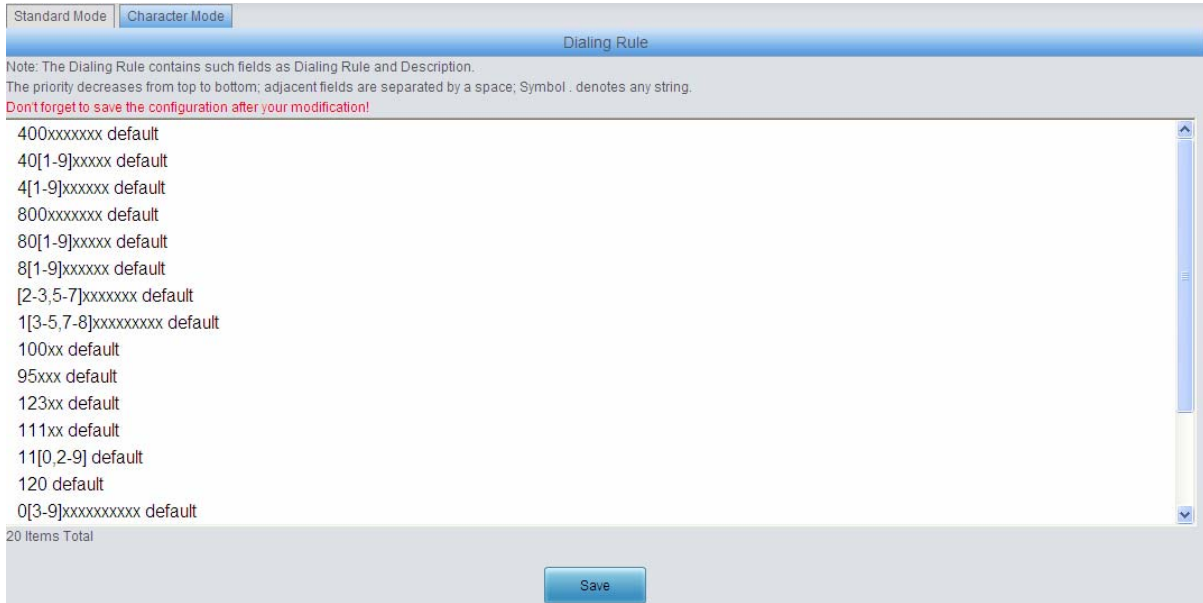 Standard Mode Character Mode
Dialing Rule
Note: The Dialing Rule contains such fields as Dialing Rule and Description.
The priority decreases from top to bottom; adjacent fields are separated by a space; Symbol . denotes any string.
Don't forget to save the configuration after your modification!
400xxxxxxx default
40[1-9]xxxxx default
4[1-9]xxxxxx default
800xxxxxxx default
80[1-9]xxxxx default
8[1-9]xxxxxx default
[2-3,5-7]xxxxxxx default
1[3-5,7-8]xxxxxxxxx default
100xx default
95xxx default
123xx default
111xx default
11[0,2-9] default
120 default
0[3-9]xxxxxxxxxx default
20 Items Total
Save